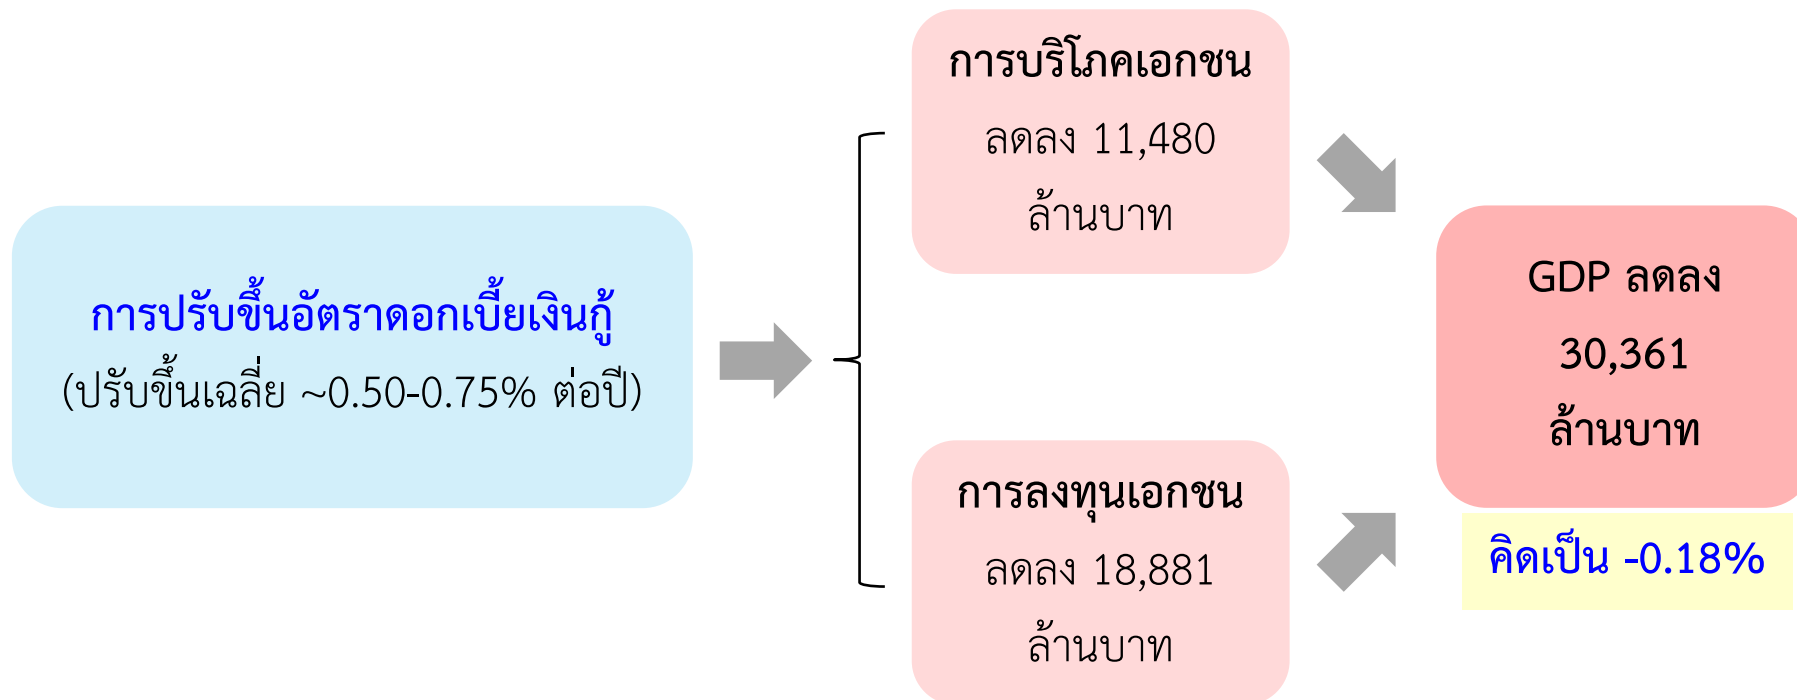 การปรับขึ้นอัตราดอกเบี้ยเงินกู้
(ปรับขึ้นเฉลี่ย ~0.50-0.75% ต่อปี)
การบริโภคเอกชน
ลดลง 11,480
ล้านบาท
การลงทุนเอกชน
ลดลง 18,881
ล้านบาท
GDP ลดลง
30,361
ล้านบาท
คิดเป็น -0.18%